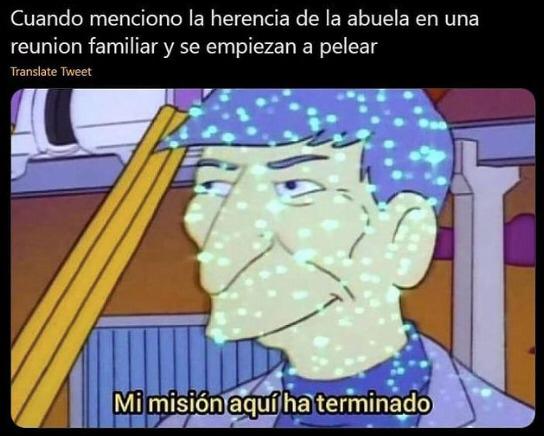 Cuando menciono la herencia de la abuela en una
reunion familiar y se empiezan a pelear
Translate Tweet
Mi misión aquí ha terminado